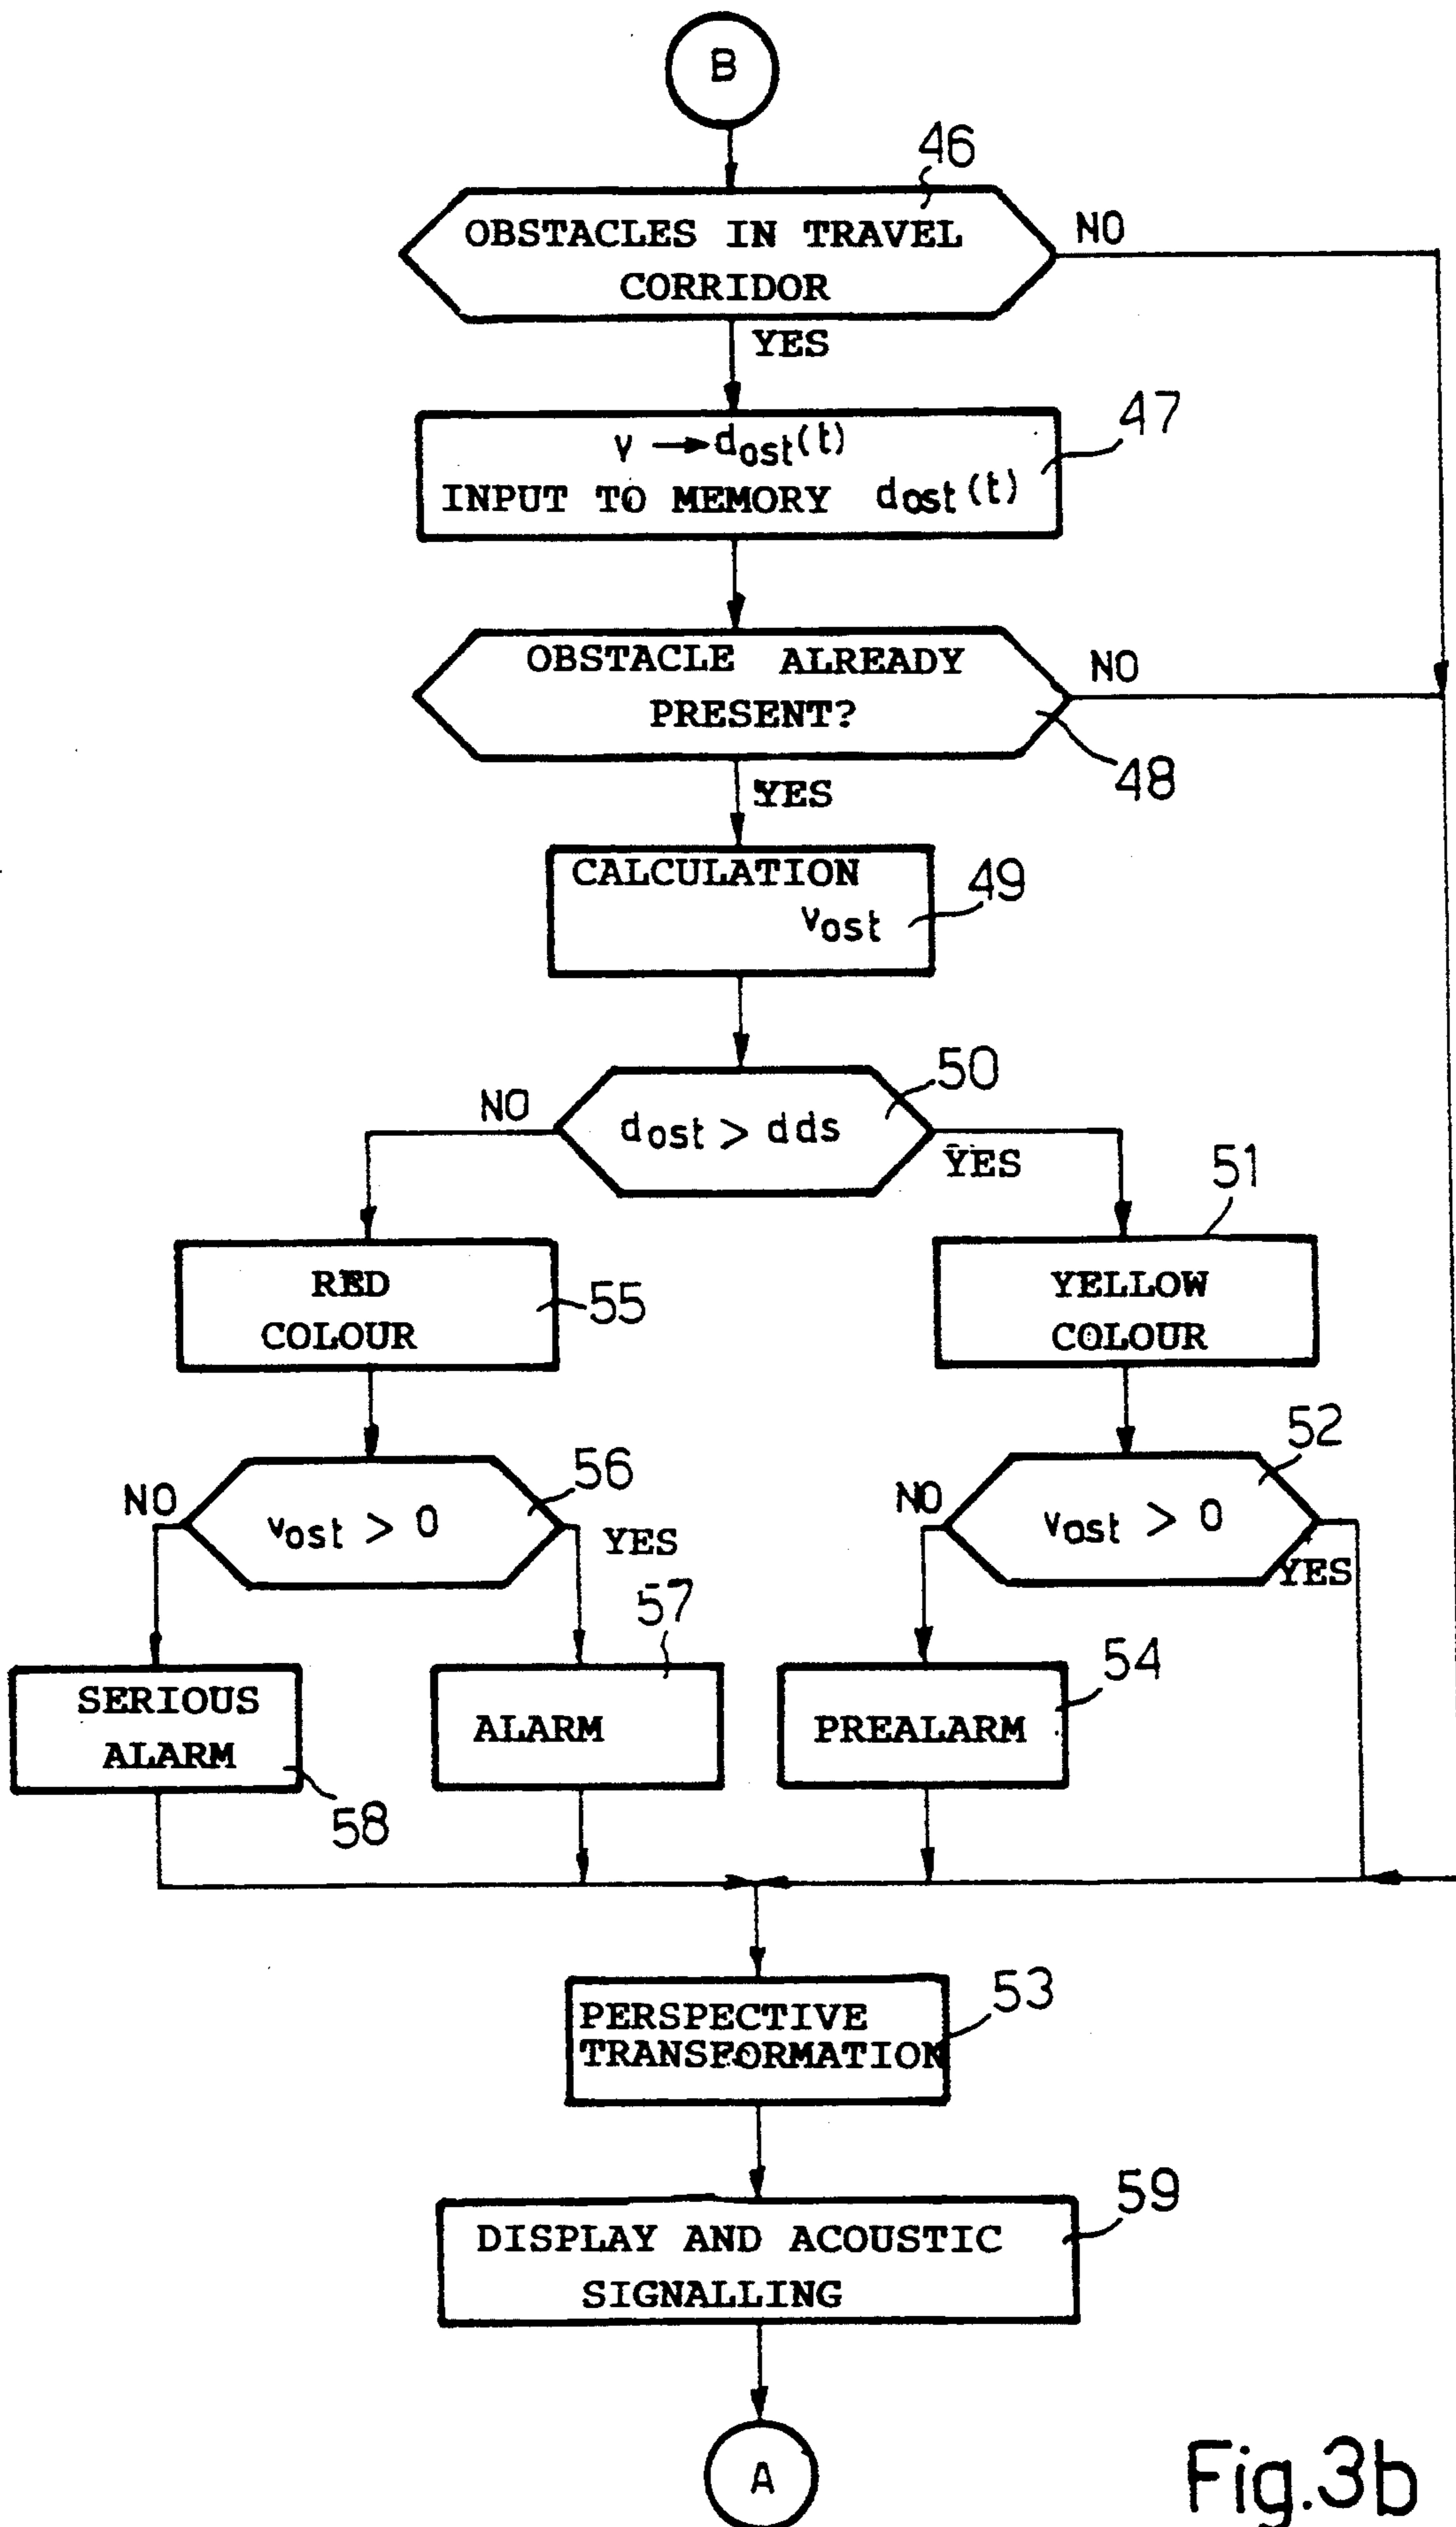 B
46
OBSTACLES IN TRAVEL
CORRIDOR
NO
YES
47
v → dost(t)
INPUT TO MEMORY dost(t)
OBSTACLE ALREADY
PRESENT?
NO
48
YES
CALCULATION
vost
49
50
NO
dost > dds
YES
51
RED
COLOUR
55
YELLOW
COLOUR
56
52
NO
vost > 0
YES
NO
vost > 0
YES
57
54
SERIOUS
ALARM
58
ALARM
PREALARM
53
PERSPECTIVE
TRANSFORMATION
59
DISPLAY AND ACOUSTIC
SIGNALLING
A
Fig.3b